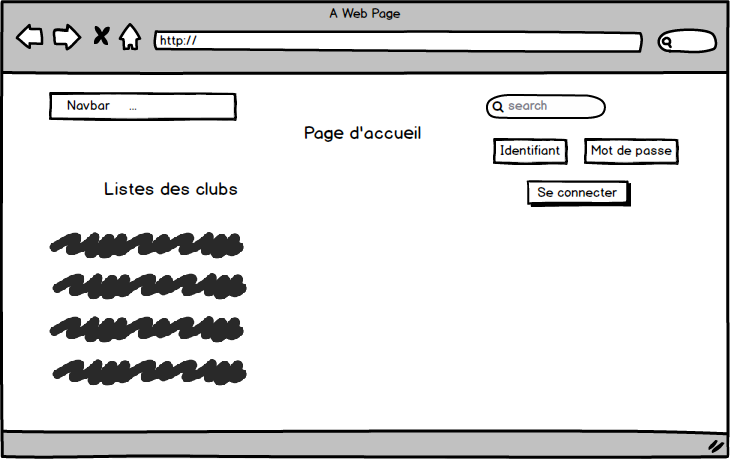 A Web Page
http://
Navbar ...
search
Page d'accueil
Identifiant
Mot de passe
Listes des clubs
Se connecter